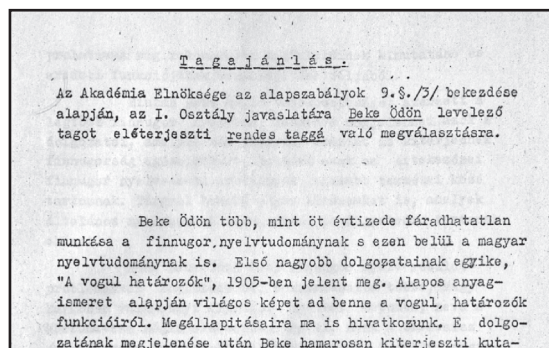 Tagajánlás.
Az Akadémia Elnöksége az alapszabályok 9.§./3/ bekezdése
alapján, az I. Osztály javaslatára Beke Ödön levelező
tagot előterjeszti rendes taggá való megválasztásra.
Beke Ödön több, mint öt évtizede fáradhatatlan
munkása a finnugor nyelvtudománynak s ezen belül a magyar
nyelvtudománynak is. Első nagyobb dolgozatainak egyike,
"A vogul határozók", 1905-ben jelent meg. Alapos anyag-
ismeret alapján világos képet ad benne a vogul, határozók
funkcióiról. Megállapitásaira ma is hivatkozunk. E dolgo-
zatának megjelenése után Beke hamarosan kiterjeszti kuta-